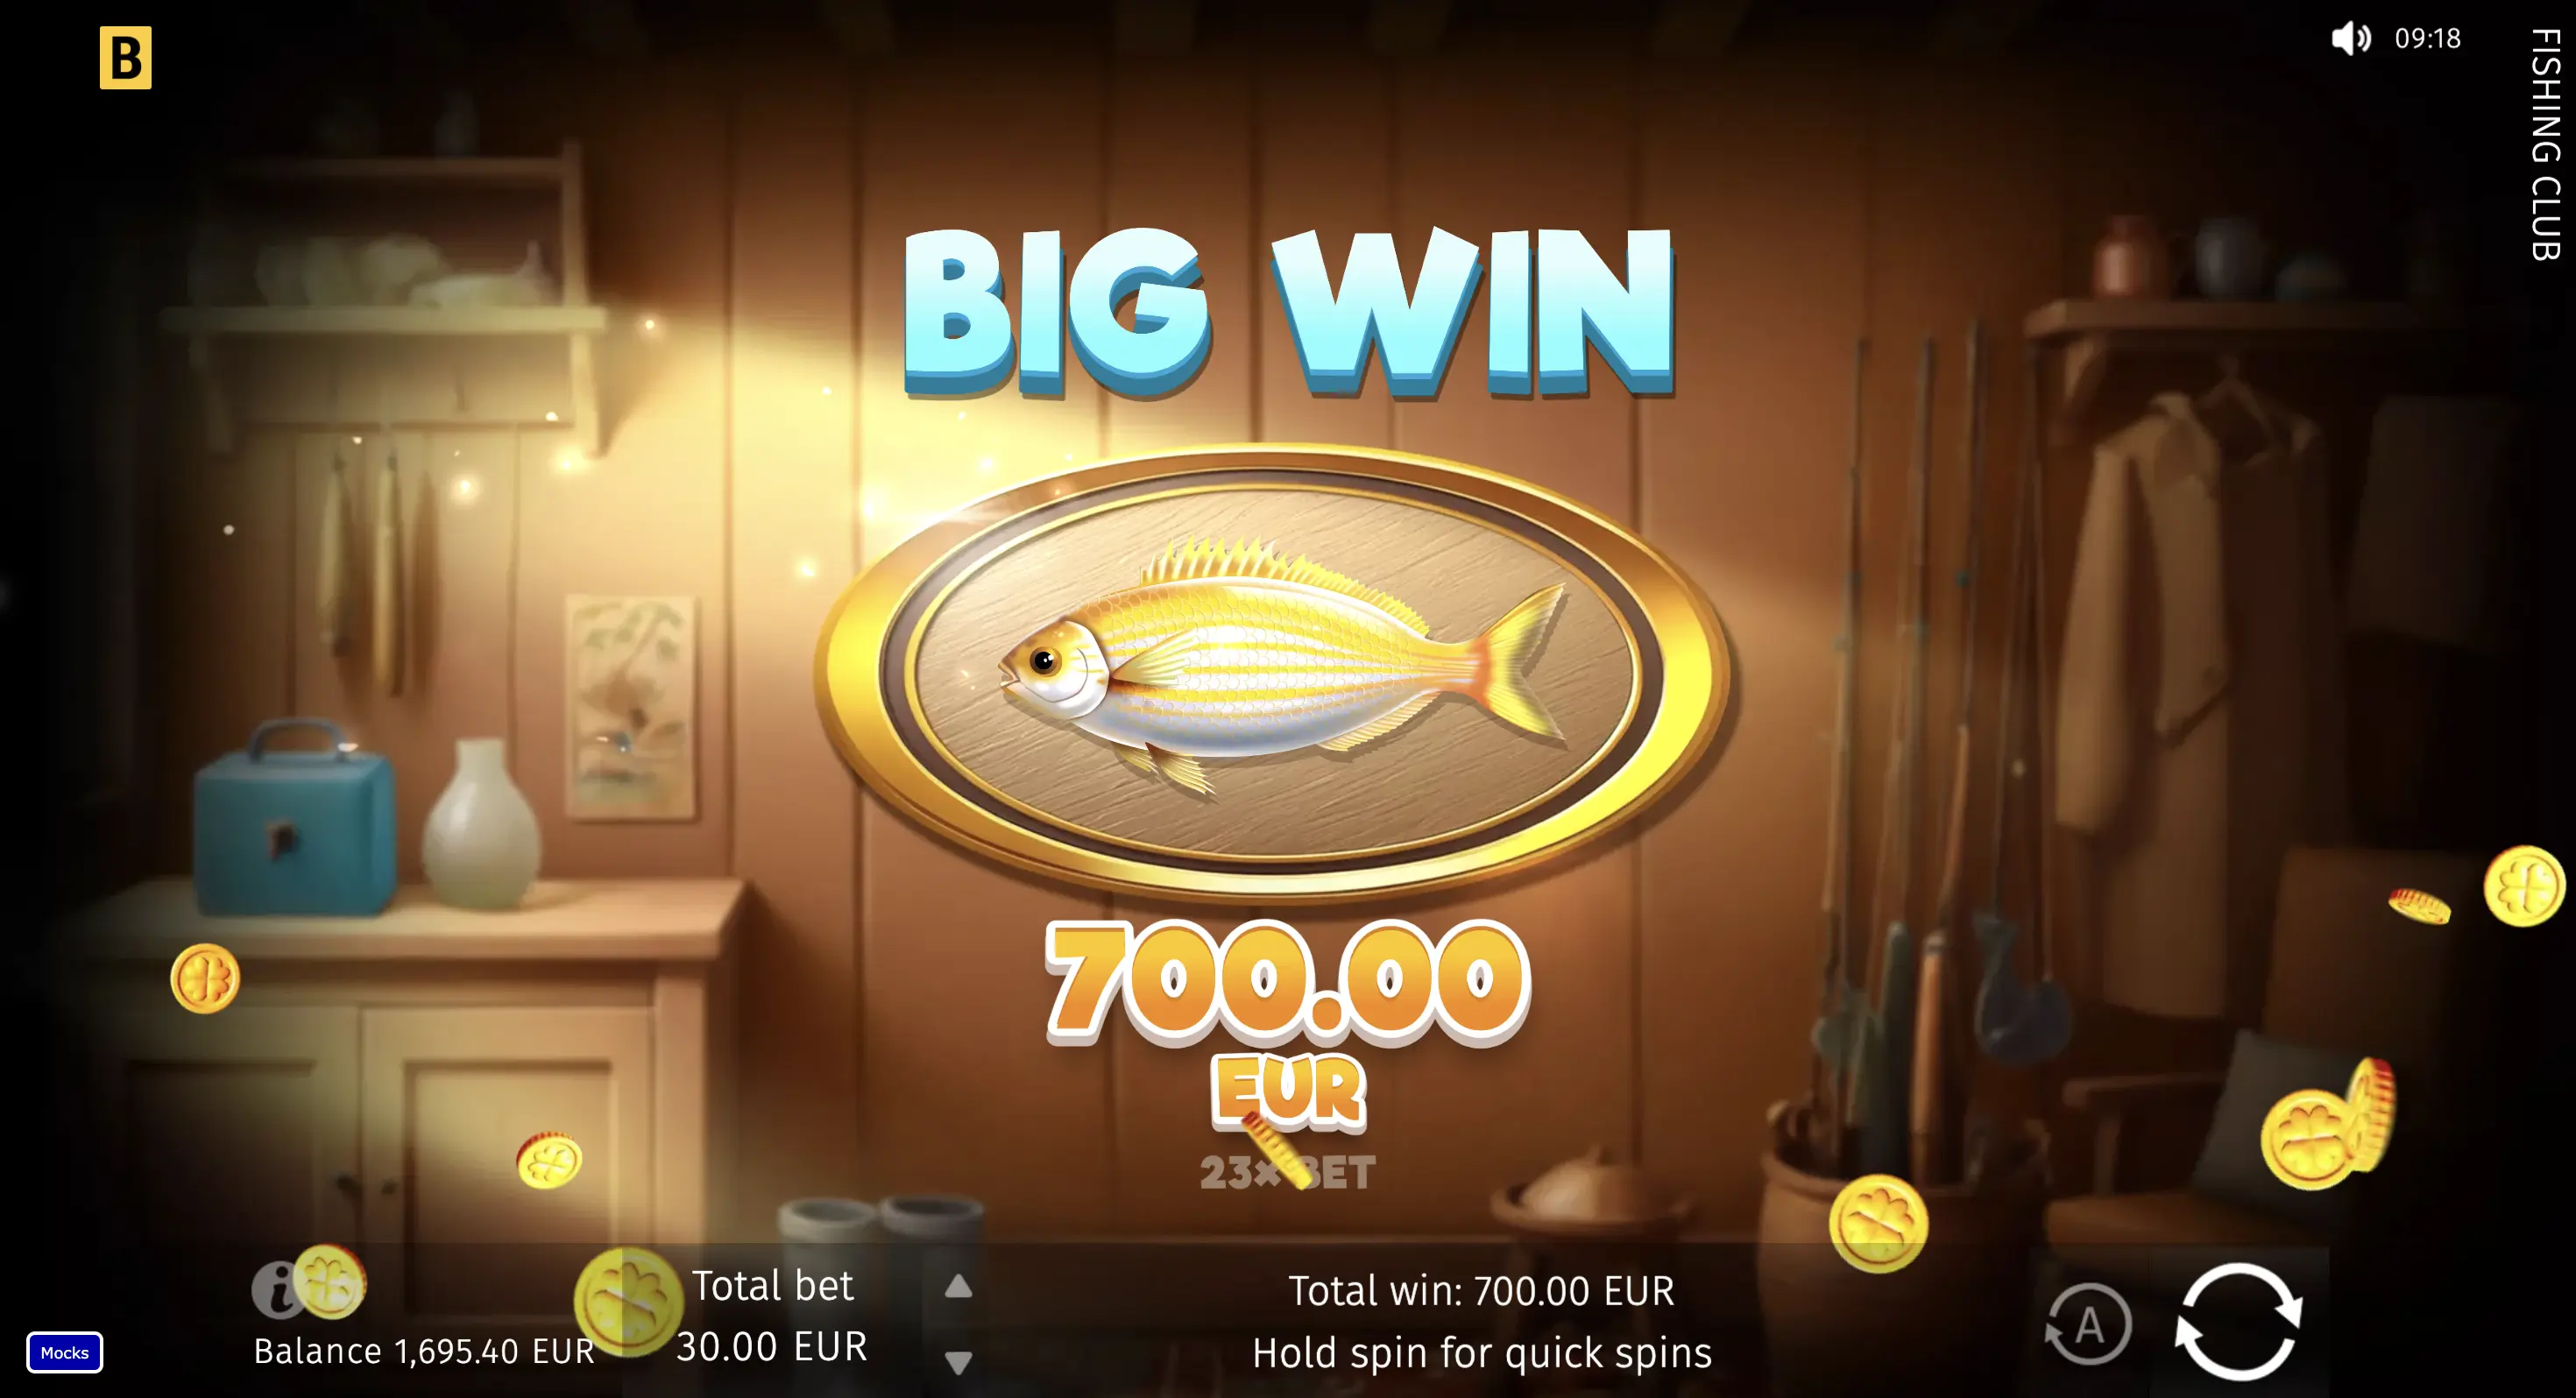 B
09:18
FISHING CLUB
BIG WIN
700.00
EUR
23× BET
Total bet
30.00 EUR
Total win: 700.00 EUR
Hold spin for quick spins
Balance 1,695.40 EUR
A
i
Mocks